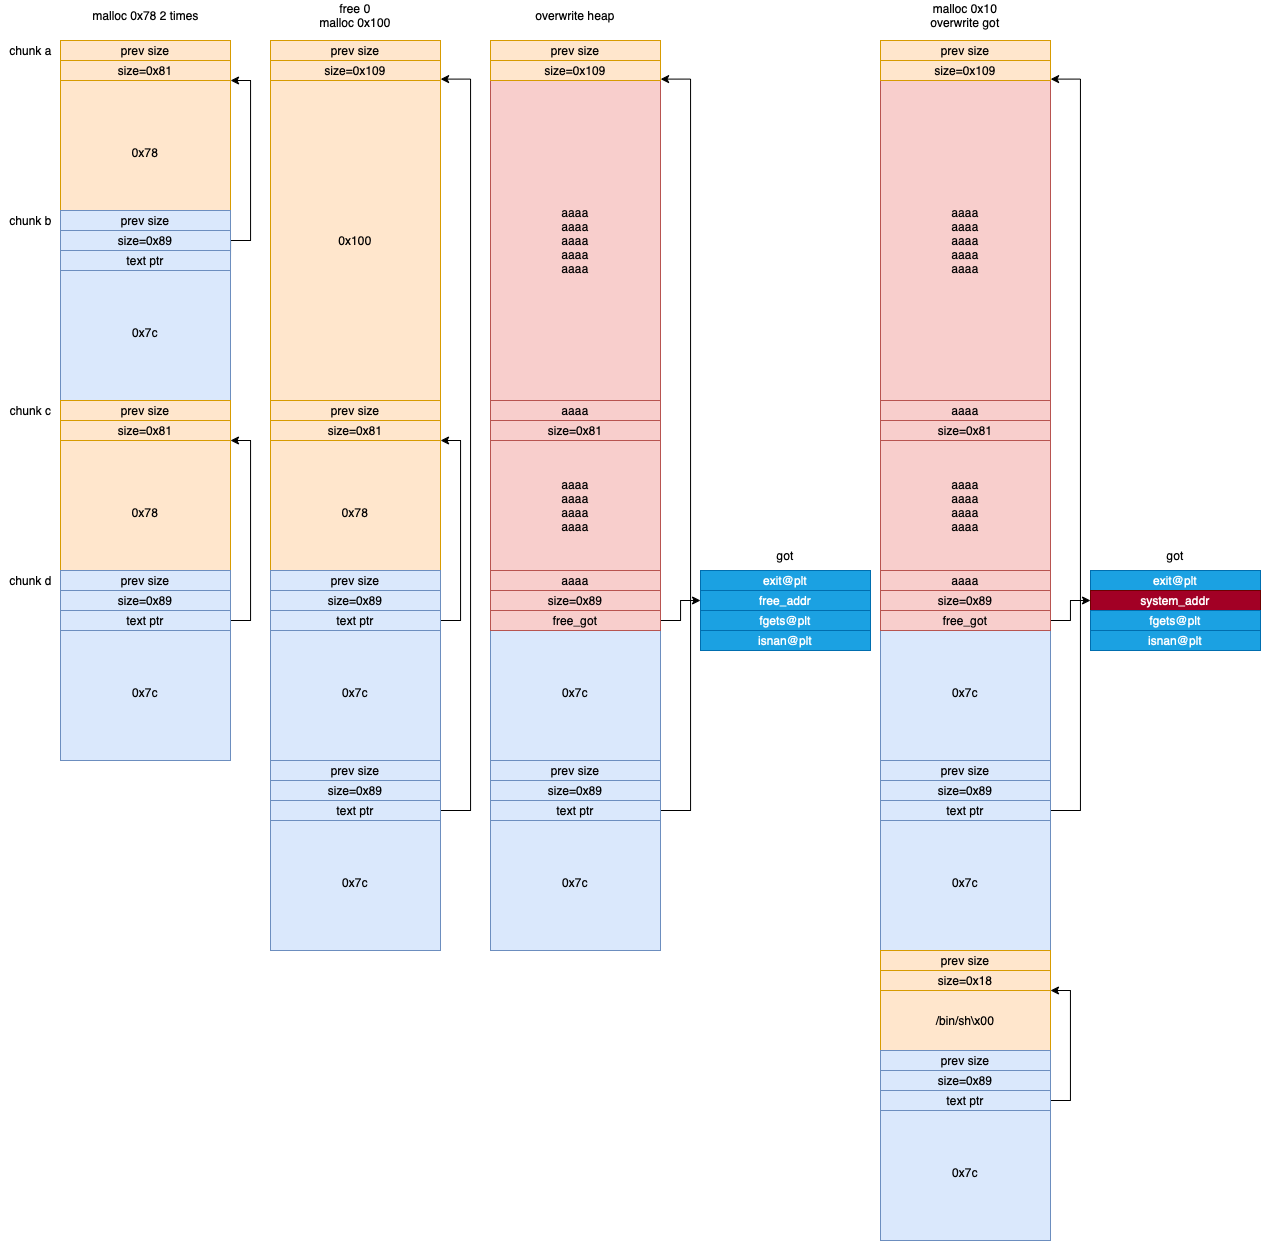 malloc 0x78 2 times
chunk a
prev size
size=0x81
0x78
chunk b
prev size
size=0x89
text ptr
0x7c
chunk c
prev size
size=0x81
0x78
chunk d
prev size
size=0x89
text ptr
0x7c
free 0
malloc 0x100
prev size
size=0x109
0x100
prev size
size=0x81
0x78
prev size
size=0x89
text ptr
0x7c
prev size
size=0x89
text ptr
0x7c
overwrite heap
prev size
size=0x109
aaaa
aaaa
aaaa
aaaa
aaaa
aaaa
size=0x81
aaaa
aaaa
aaaa
aaaa
aaaa
size=0x89
free_got
0x7c
prev size
size=0x89
text ptr
0x7c
got
exit@plt
free_addr
fgets@plt
isnan@plt
malloc 0x10
overwrite got
prev size
size=0x109
aaaa
aaaa
aaaa
aaaa
aaaa
aaaa
size=0x81
aaaa
aaaa
aaaa
aaaa
aaaa
size=0x89
free_got
0x7c
prev size
size=0x89
text ptr
0x7c
prev size
size=0x18
/bin/sh\x00
prev size
size=0x89
text ptr
0x7c
got
exit@plt
system_addr
fgets@plt
isnan@plt